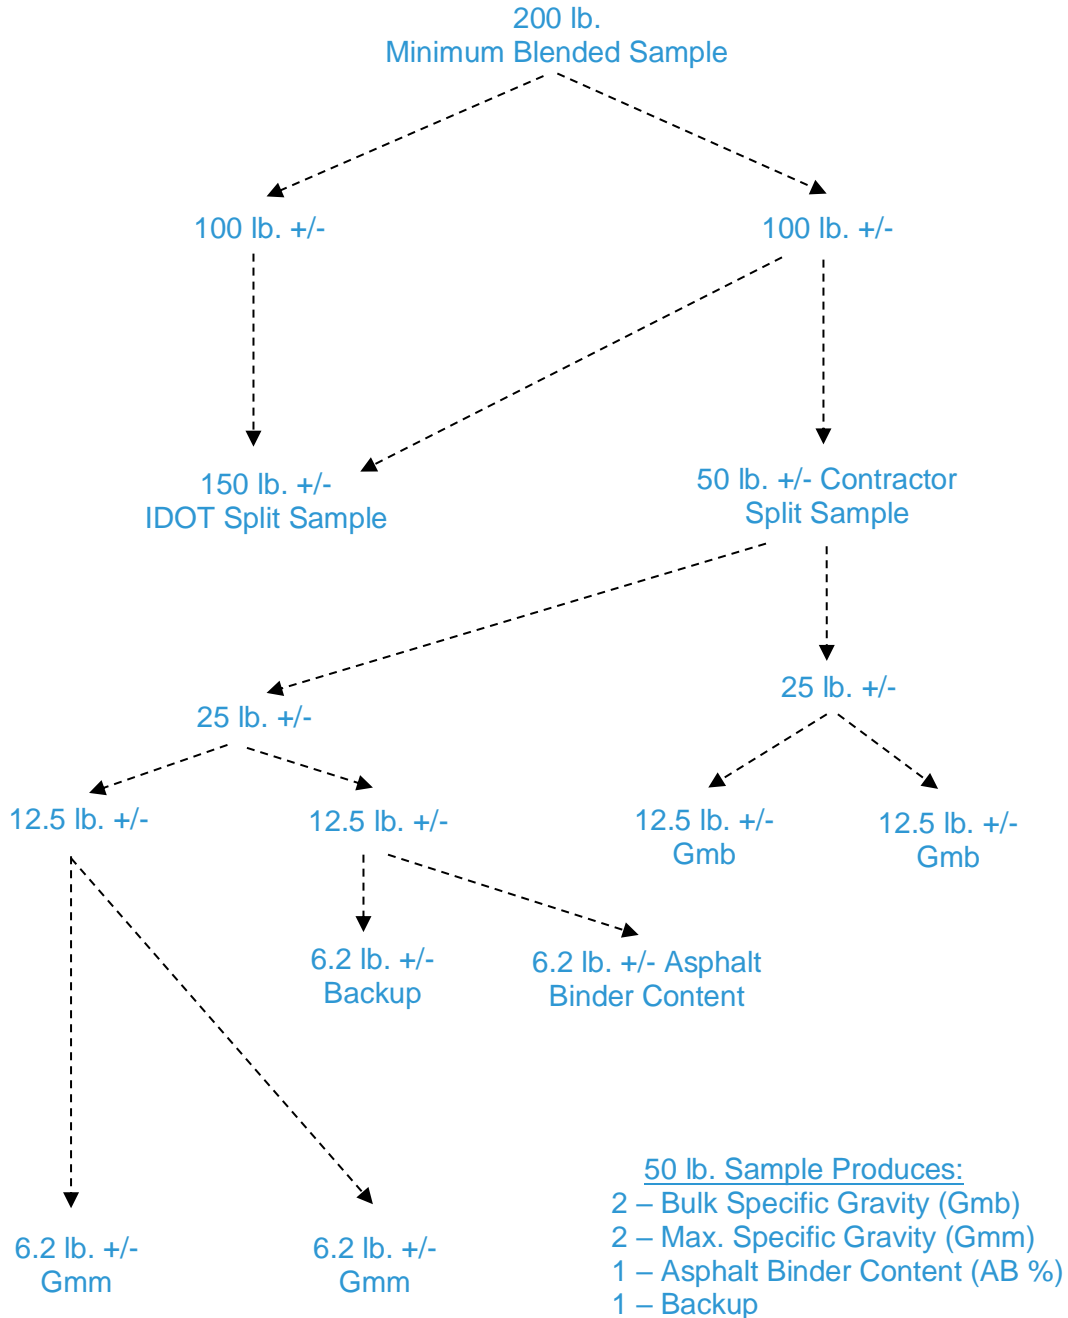 200 lb.
Minimum Blended Sample
100 lb. +/-
100 lb. +/-
150 lb. +/-
IDOT Split Sample
50 lb. +/- Contractor
Split Sample
25 lb. +/-
25 lb. +/-
12.5 lb. +/-
12.5 lb. +/-
12.5 lb. +/-
Gmb
12.5 lb. +/-
Gmb
6.2 lb. +/-
Backup
6.2 lb. +/- Asphalt
Binder Content
6.2 lb. +/-
Gmm
6.2 lb. +/-
Gmm
50 lb. Sample Produces:
2 – Bulk Specific Gravity (Gmb)
2 – Max. Specific Gravity (Gmm)
1 – Asphalt Binder Content (AB %)
1 – Backup